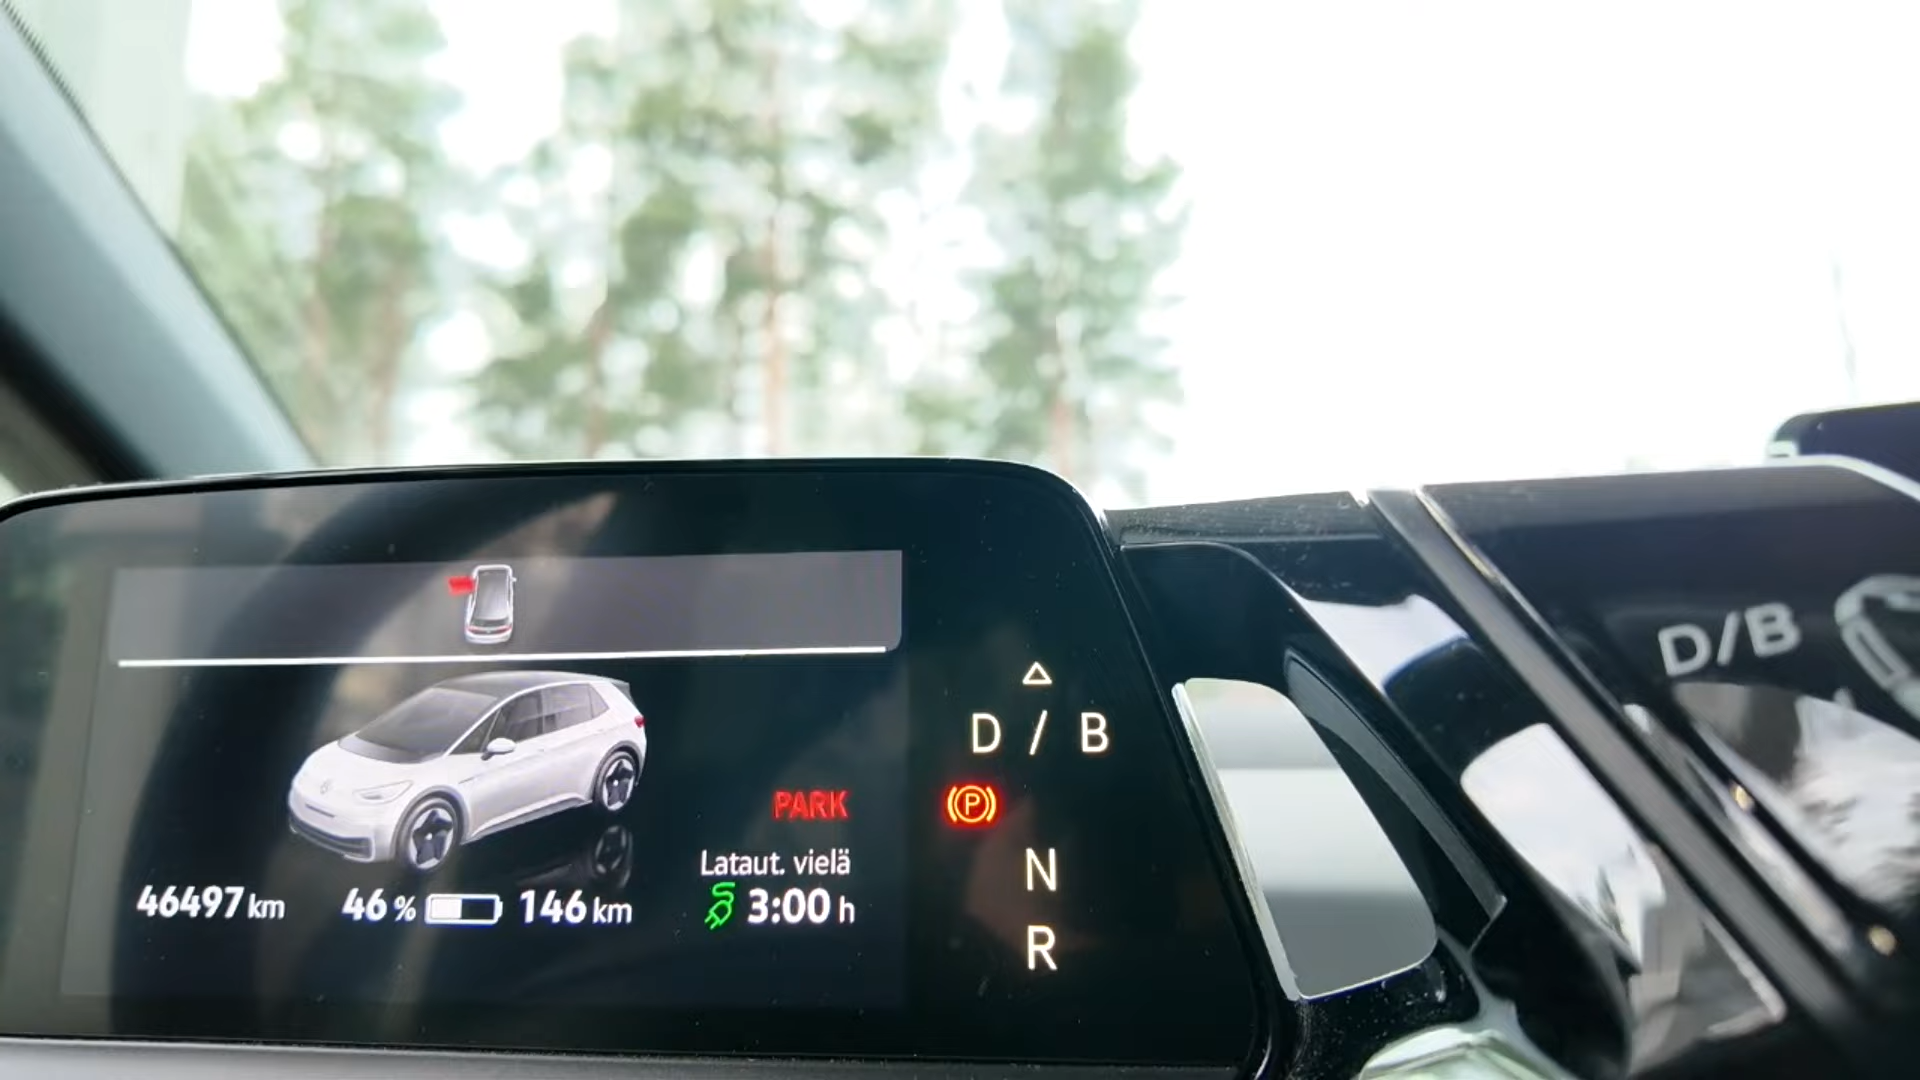 D / B
PARK
P
Lataut. vielä
46497 km 46 % 146 km 3:00 h
N
R
D/B